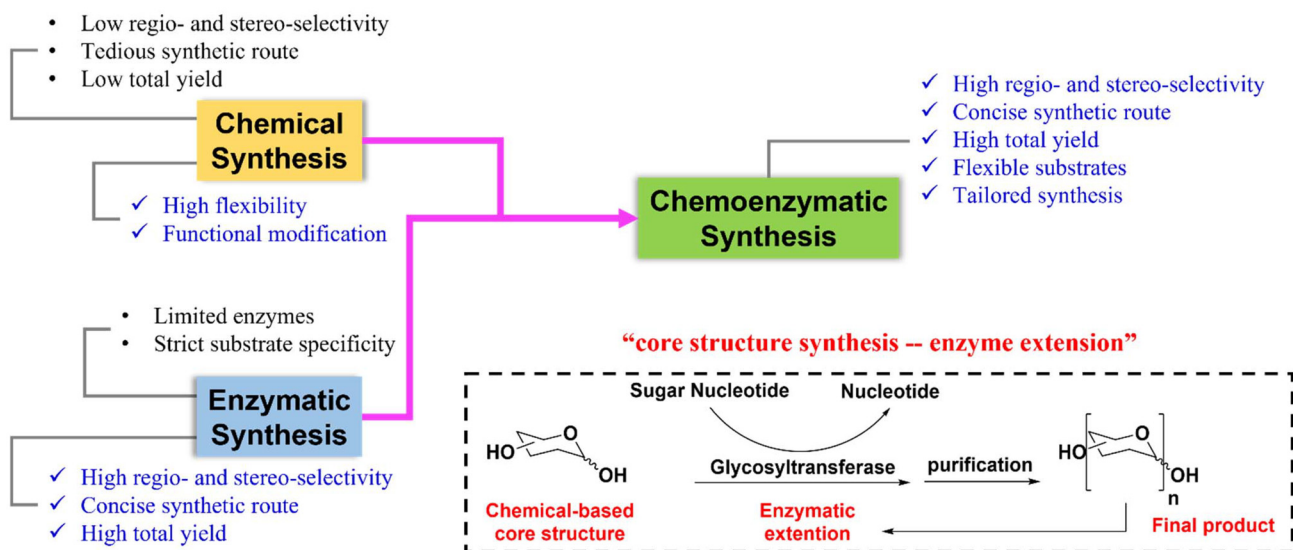 • Low regio- and stereo-selectivity
• Tedious synthetic route
• Low total yield
Chemical
Synthesis
✓ High flexibility
✓ Functional modification
• Limited enzymes
• Strict substrate specificity
Enzymatic
Synthesis
✓ High regio- and stereo-selectivity
✓ Concise synthetic route
✓ High total yield
Chemoenzymatic
Synthesis
✓ High regio- and stereo-selectivity
✓ Concise synthetic route
✓ High total yield
✓ Flexible substrates
✓ Tailored synthesis
“core structure synthesis -- enzyme extension”
Sugar Nucleotide
Nucleotide
HO
O
OH
Glycosyltransferase
purification
HO
O
OH
n
Chemical-based
core structure
Enzymatic
extention
Final product